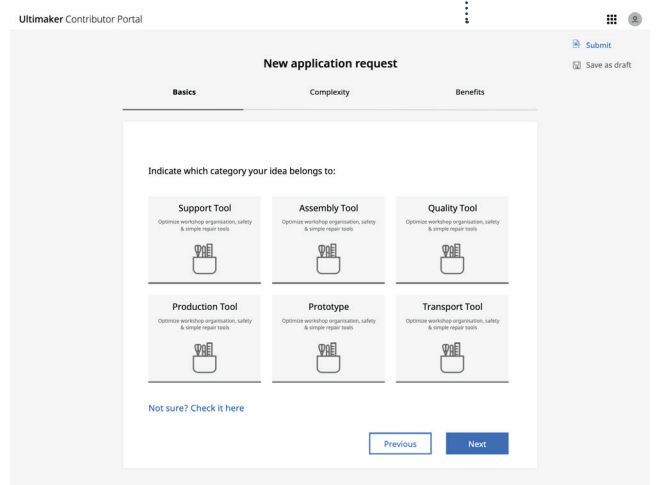 Ultimaker Contributor Portal
Submit
Save as draft
New application request
Basics Complexity Benefits
Indicate which category your idea belongs to:
Support Tool
Optimize workshop organisation, safety
& simple repair tools
Assembly Tool
Optimize workshop organisation, safety
& simple repair tools
Quality Tool
Optimize workshop organisation, safety
& simple repair tools
Production Tool
Optimize workshop organisation, safety
& simple repair tools
Prototype
Optimize workshop organisation, safety
& simple repair tools
Transport Tool
Optimize workshop organisation, safety
& simple repair tools
Not sure? Check it here
Previous Next